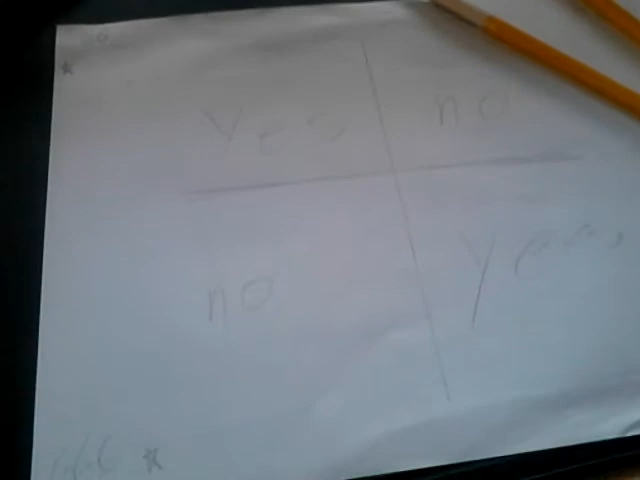 yes no
no yes